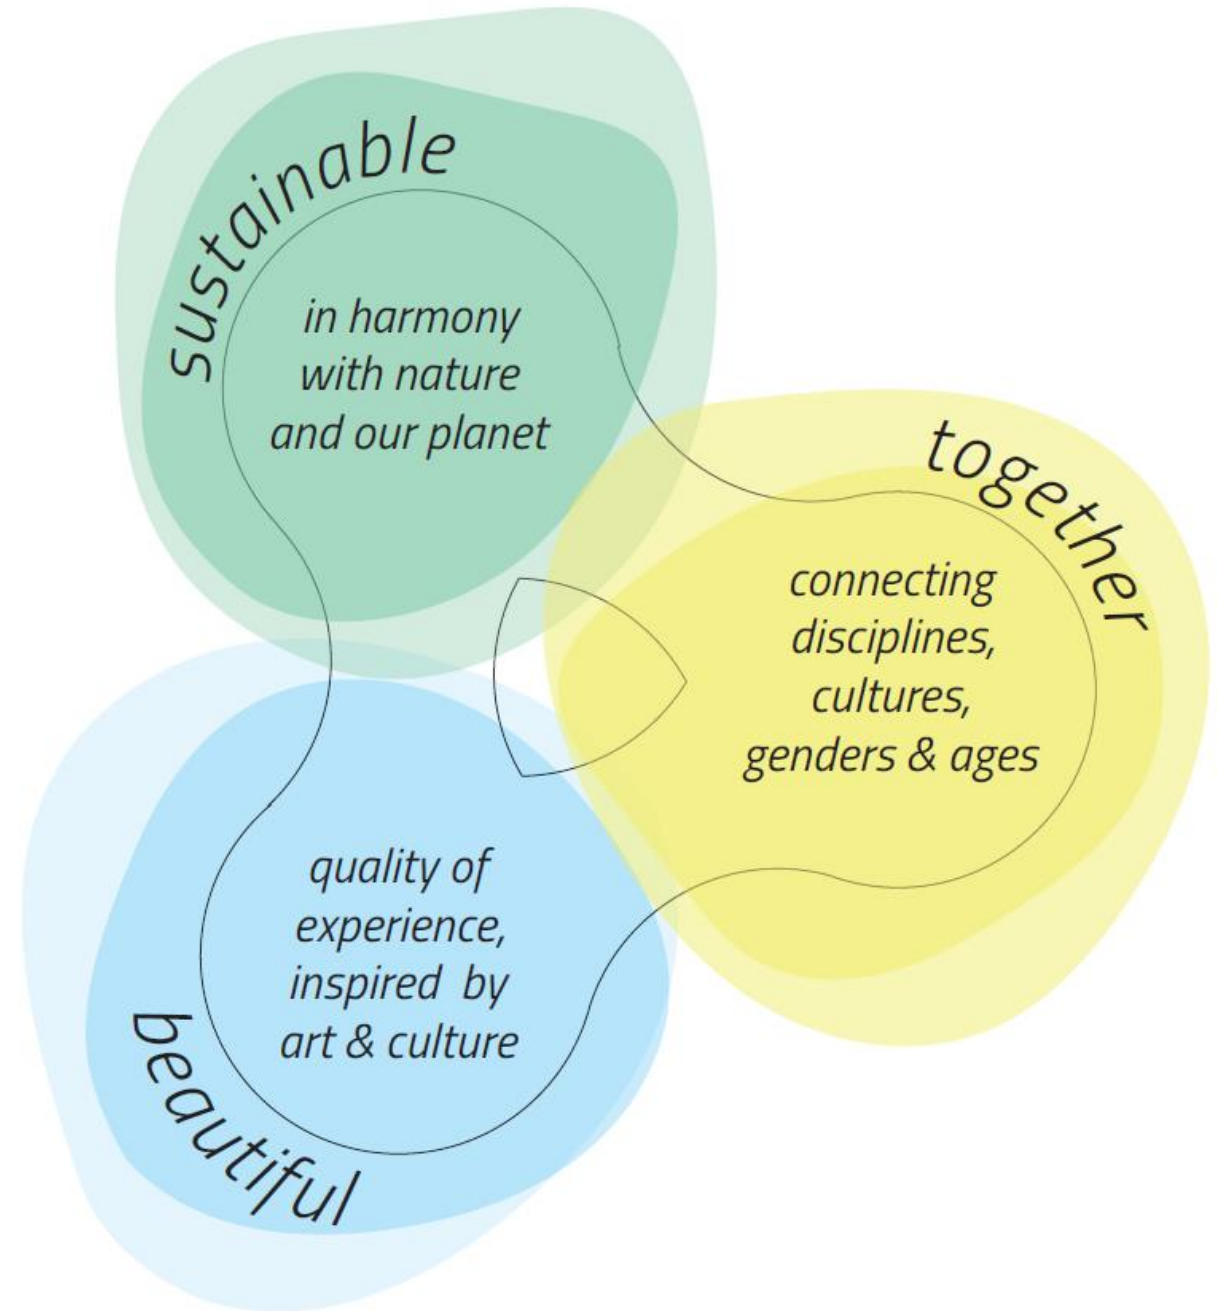 sustainable
in harmony
with nature
and our planet
together
connecting
disciplines,
cultures,
genders & ages
quality of
experience,
inspired by
art & culture
beautiful